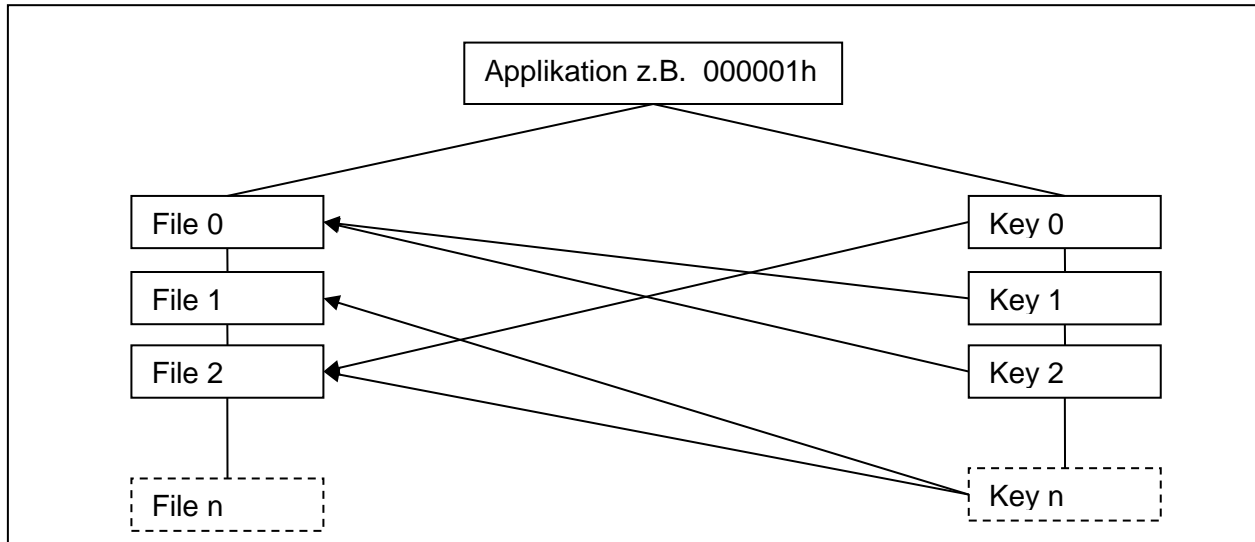 Applikation z.B. 000001h
File 0
Key 0
File 1
Key 1
File 2
Key 2
File n
Key n